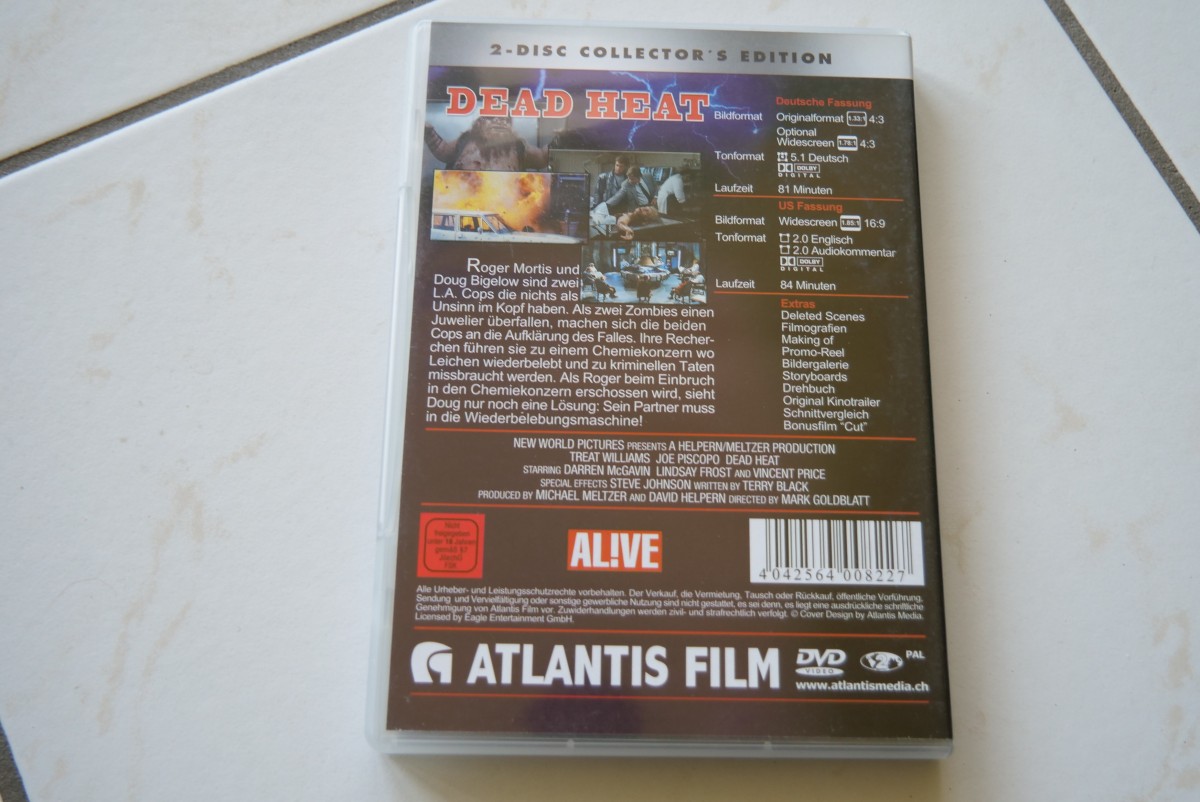 2-DISC COLLECTOR'S EDITION
DEAD HEAT
Roger Mortis und
Doug Bigelow sind zwei
L.A. Cops die nichts als
Unsinn im Kopf haben. Als zwei Zombies einen
Juwelier überfallen, machen sich die beiden
Cops an die Aufklärung des Falles. Ihre Recher-
chen führen sie zu einem Chemiekonzern wo
Leichen wiederbelebt und zu kriminellen Taten
missbraucht werden. Als Roger beim Einbruch
in den Chemiekonzern erschossen wird, sieht
Doug nur noch eine Lösung: Sein Partner muss
in die Wiederbelebungsmaschine!
Deutsche Fassung
Bildformat Originalformat 1.33:1 4:3
Optional
Widescreen 1.78:1 4:3
Tonformat 5.1 Deutsch
DOLBY
DIGITAL
Laufzeit 81 Minuten
US Fassung
Bildformat Widescreen 1.85:1 16:9
Tonformat 2.0 Englisch
2.0 Audiokommentar
DOLBY
DIGITAL
Laufzeit 84 Minuten
Extras
Deleted Scenes
Filmografien
Making of
Promo-Reel
Bildergalerie
Storyboards
Drehbuch
Original Kinotrailer
Schnittvergleich
Bonusfilm "Cut"
NEW WORLD PICTURES PRESENTS A HELPERN/MELTZER PRODUCTION
TREAT WILLIAMS JOE PISCOPO DEAD HEAT
STARRING DARREN McGAVIN LINDSAY FROST AND VINCENT PRICE
SPECIAL EFFECTS STEVE JOHNSON WRITTEN BY TERRY BLACK
PRODUCED BY MICHAEL MELTZER AND DAVID HELPERN DIRECTED BY MARK GOLDBLATT
Nicht
freigegeben
unter 18 Jahren
gemäß §7
JÖSchG
FSK
AL!VE
4 042564 008227
Alle Urheber- und Leistungsschutzrechte vorbehalten. Der Verkauf, die Vermietung, Tausch oder Rückkauf, öffentliche Vorführung,
Sendung und Vervielfältigung oder sonstige gewerbliche Nutzung sind nicht gestattet, es sei denn, es liegt eine ausdrückliche schriftliche
Genehmigung von Atlantis Film vor. Zuwiderhandlungen werden zivil- und strafrechtlich verfolgt. © Cover Design by Atlantis Media.
Licensed by Eagle Entertainment GmbH.
ATLANTIS FILM
DVD
VIDEO
2
PAL
www.atlantismedia.ch